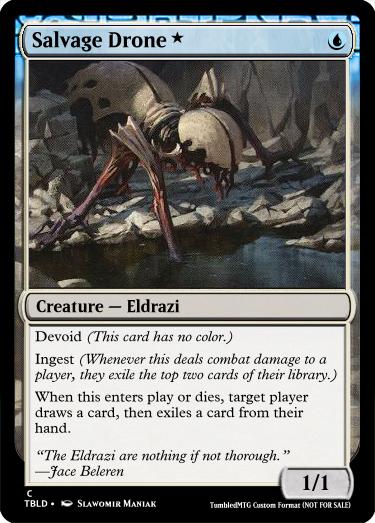 Salvage Drone ★
Creature — Eldrazi
Devoid (This card has no color.)
Ingest (Whenever this deals combat damage to a
player, they exile the top two cards of their library.)
When this enters play or dies, target player
draws a card, then exiles a card from their
hand.
“The Eldrazi are nothing if not thorough.”
—Jace Beleren
1/1
C
TBLD • Slawomir Maniak
TumbledMTG Custom Format (NOT FOR SALE)